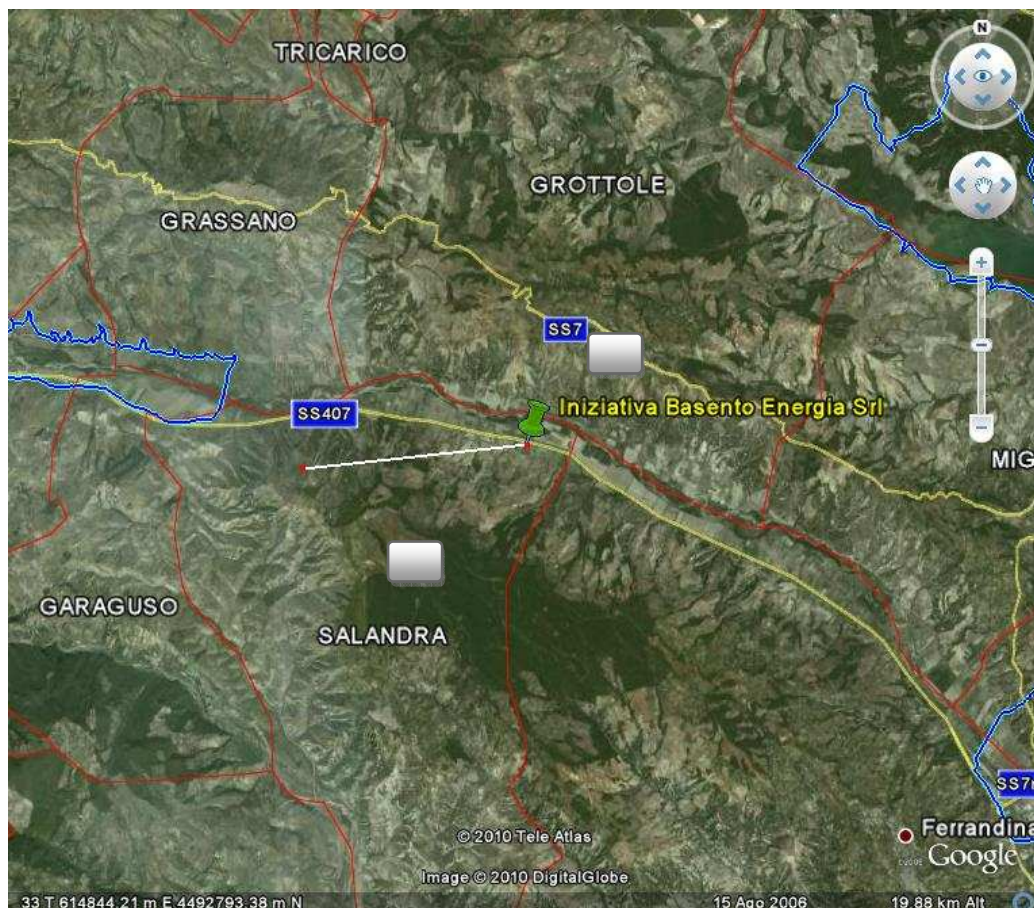 N
TRICARICO
GROTTOLE
GRASSANO
SS7
SS407
Iniziativa Basento Energia Srl
MIG
GARAGUSO
SALANDRA
SS7
© 2010 Tele Atlas
Ferrandina
Google
Image © 2010 DigitalGlobe
33 T 614844.21 m E 4492793.38 m N
15 Ago 2006
19.88 km Alt